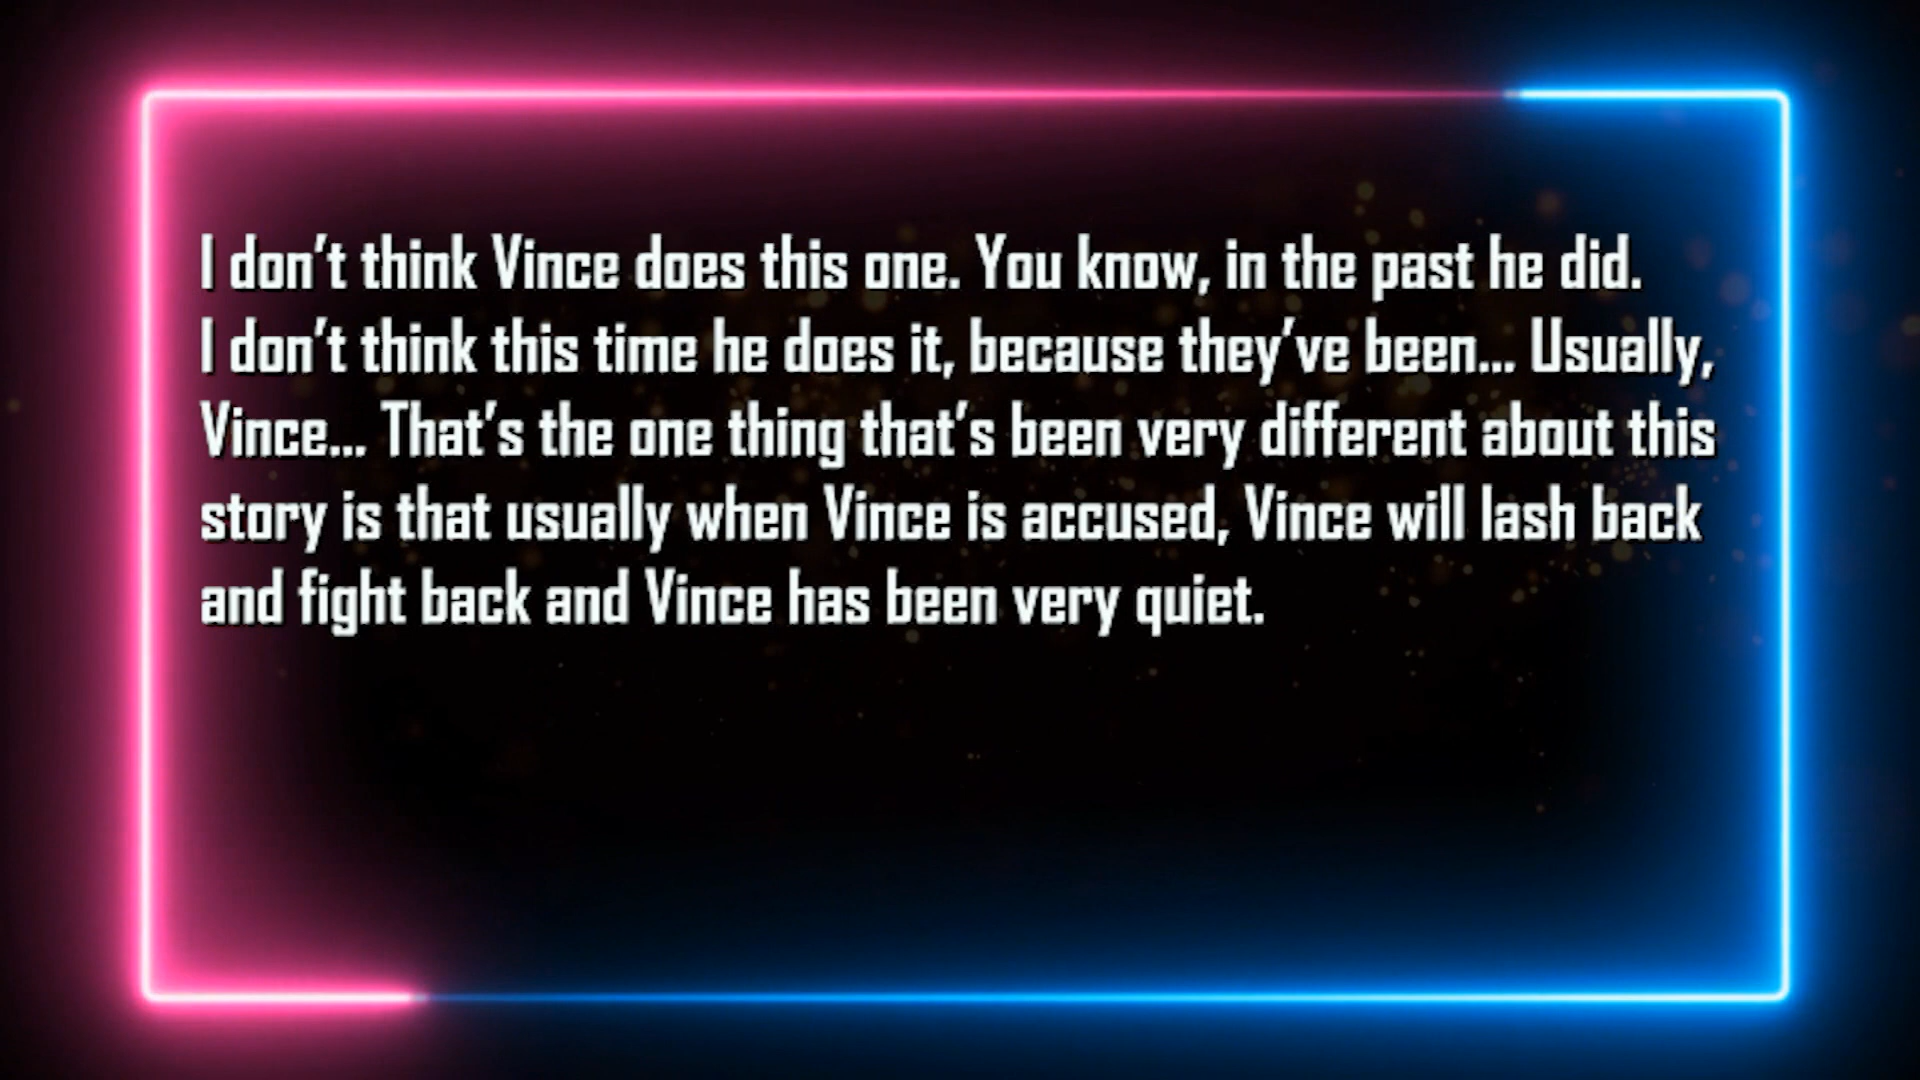 I don't think Vince does this one. You know, in the past he did.
I don't think this time he does it, because they've been... Usually,
Vince... That's the one thing that's been very different about this
story is that usually when Vince is accused, Vince will lash back
and fight back and Vince has been very quiet.